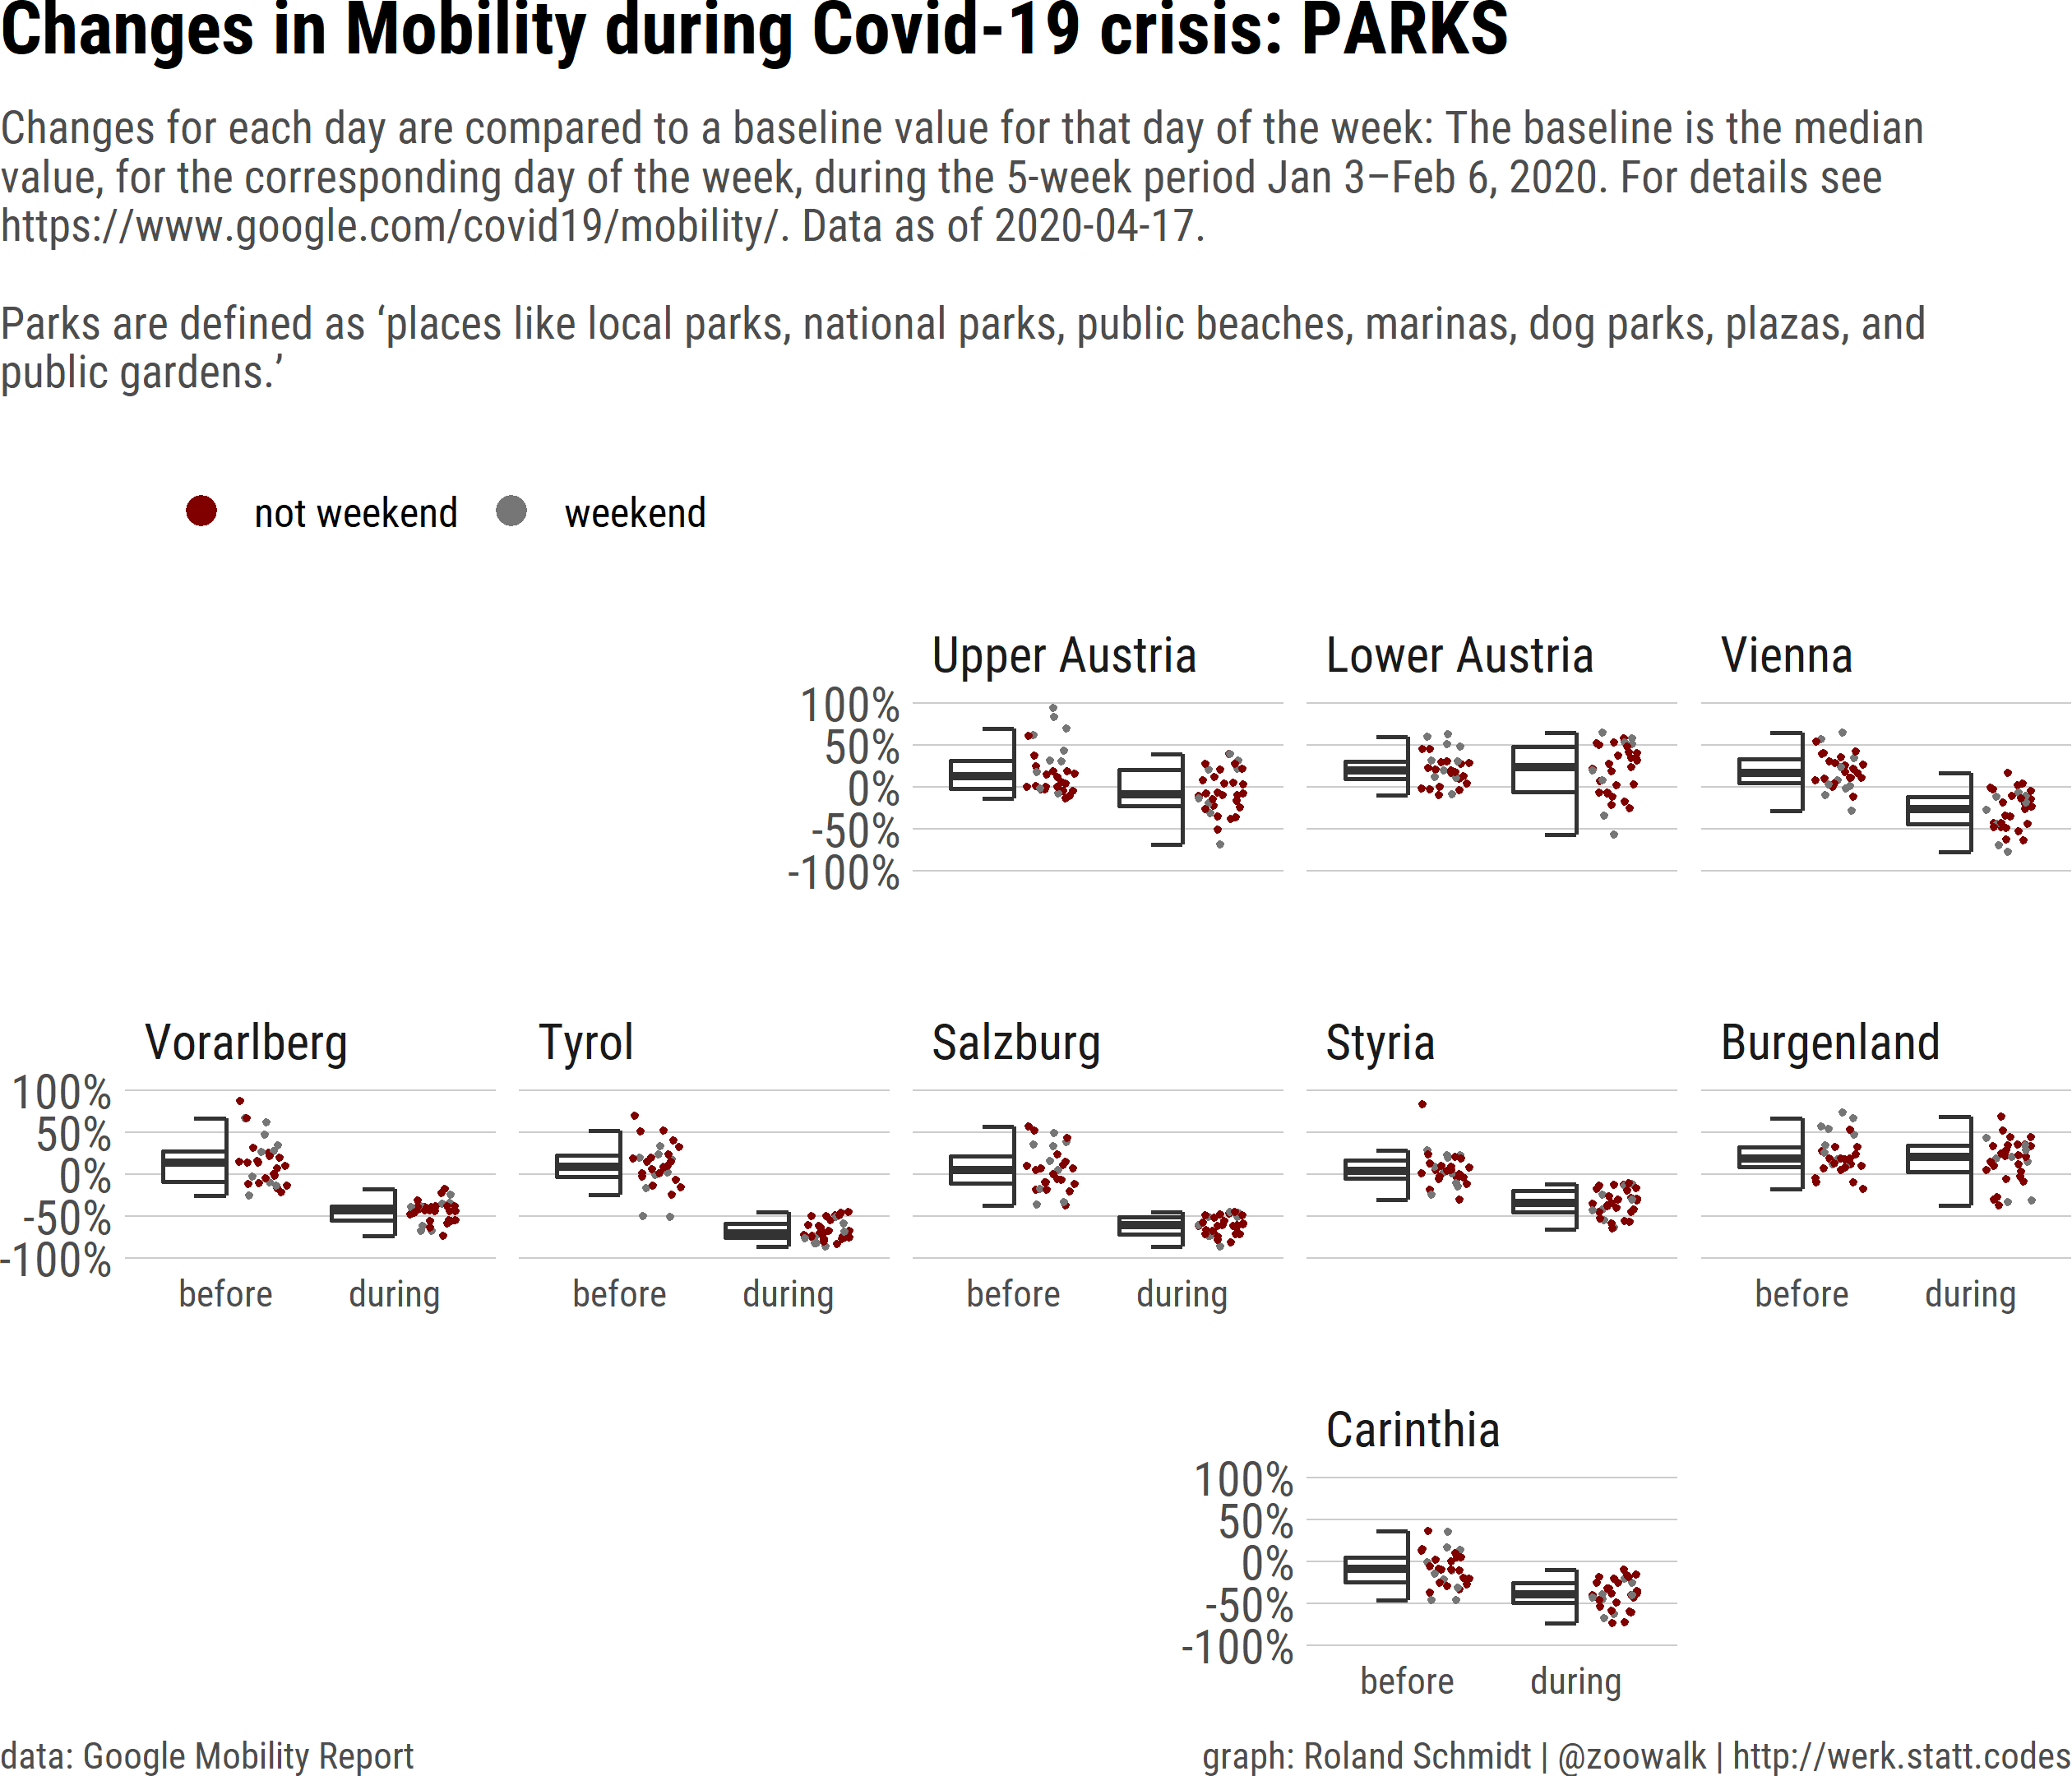 Changes in Mobility during Covid-19 crisis: PARKS
Changes for each day are compared to a baseline value for that day of the week: The baseline is the median
value, for the corresponding day of the week, during the 5-week period Jan 3–Feb 6, 2020. For details see
https://www.google.com/covid19/mobility/. Data as of 2020-04-17.
Parks are defined as ‘places like local parks, national parks, public beaches, marinas, dog parks, plazas, and
public gardens.’
not weekend weekend
Upper Austria Lower Austria Vienna
100%
50%
0%
-50%
-100%
Vorarlberg Tyrol Salzburg Styria Burgenland
100%
50%
0%
-50%
-100%
before during before during before during before during
Carinthia
100%
50%
0%
-50%
-100%
before during
data: Google Mobility Report graph: Roland Schmidt | @zoowalk | http://werk.statt.codes